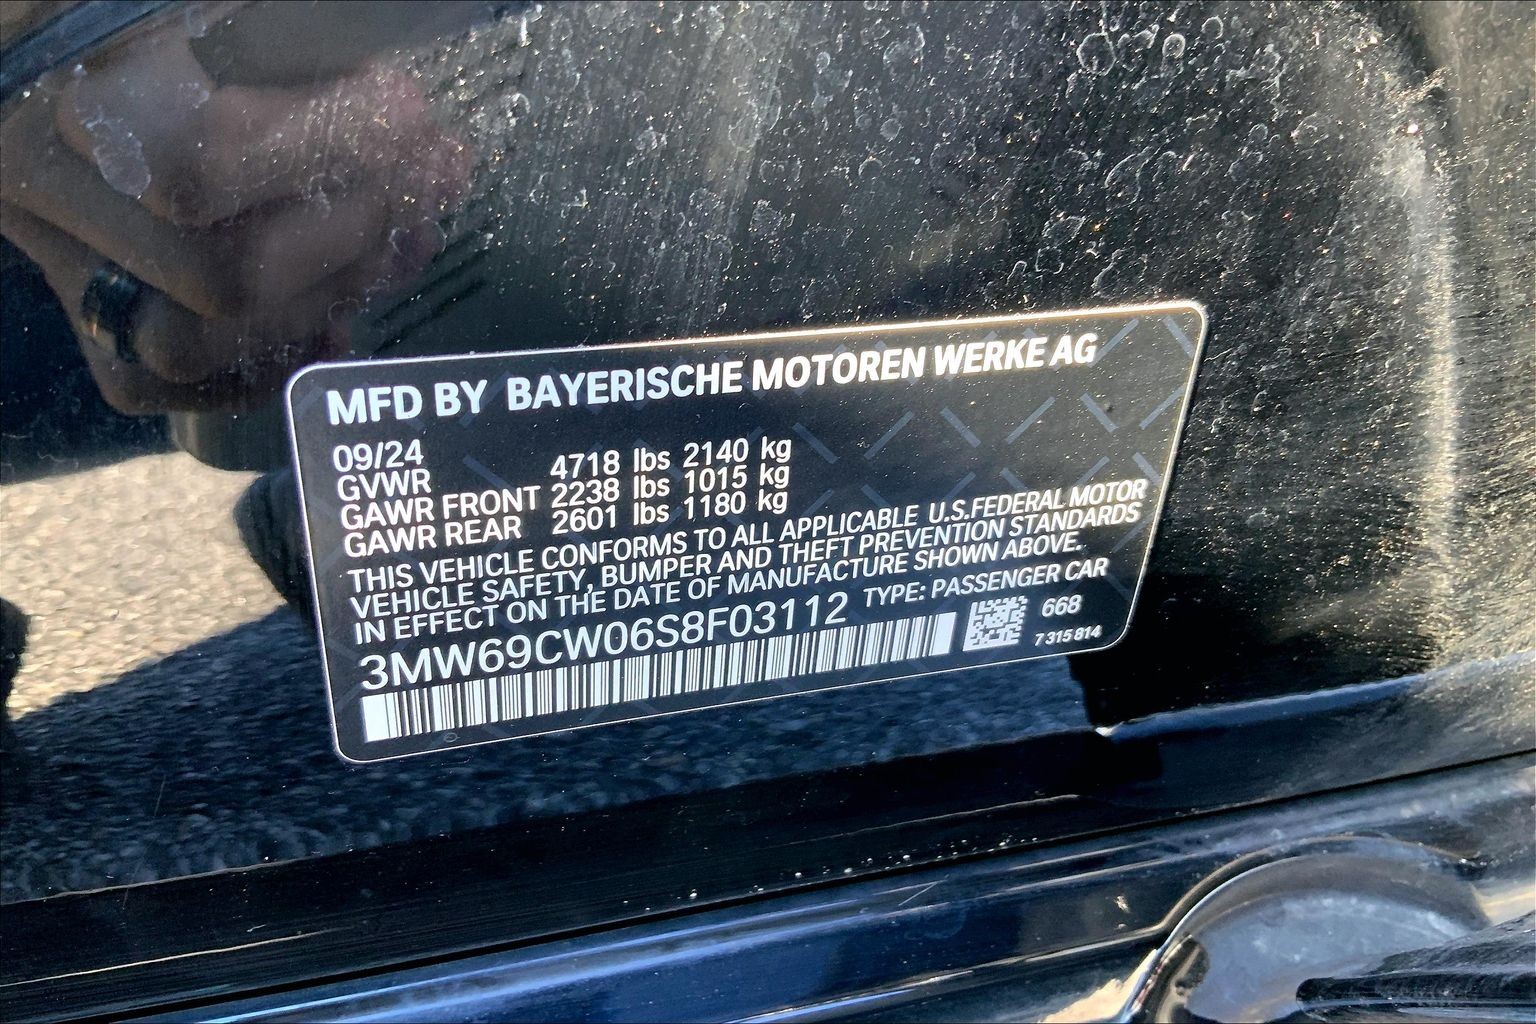 MFD BY BAYERISCHE MOTOREN WERKE AG
09/24
GVWR 4718 lbs 2140 kg
GAWR FRONT 2238 lbs 1015 kg
GAWR REAR 2601 lbs 1180 kg
THIS VEHICLE CONFORMS TO ALL APPLICABLE U.S.FEDERAL MOTOR
VEHICLE SAFETY, BUMPER AND THEFT PREVENTION STANDARDS
IN EFFECT ON THE DATE OF MANUFACTURE SHOWN ABOVE.
3MW69CW06S8F03112 TYPE: PASSENGER CAR
668
7 315 814